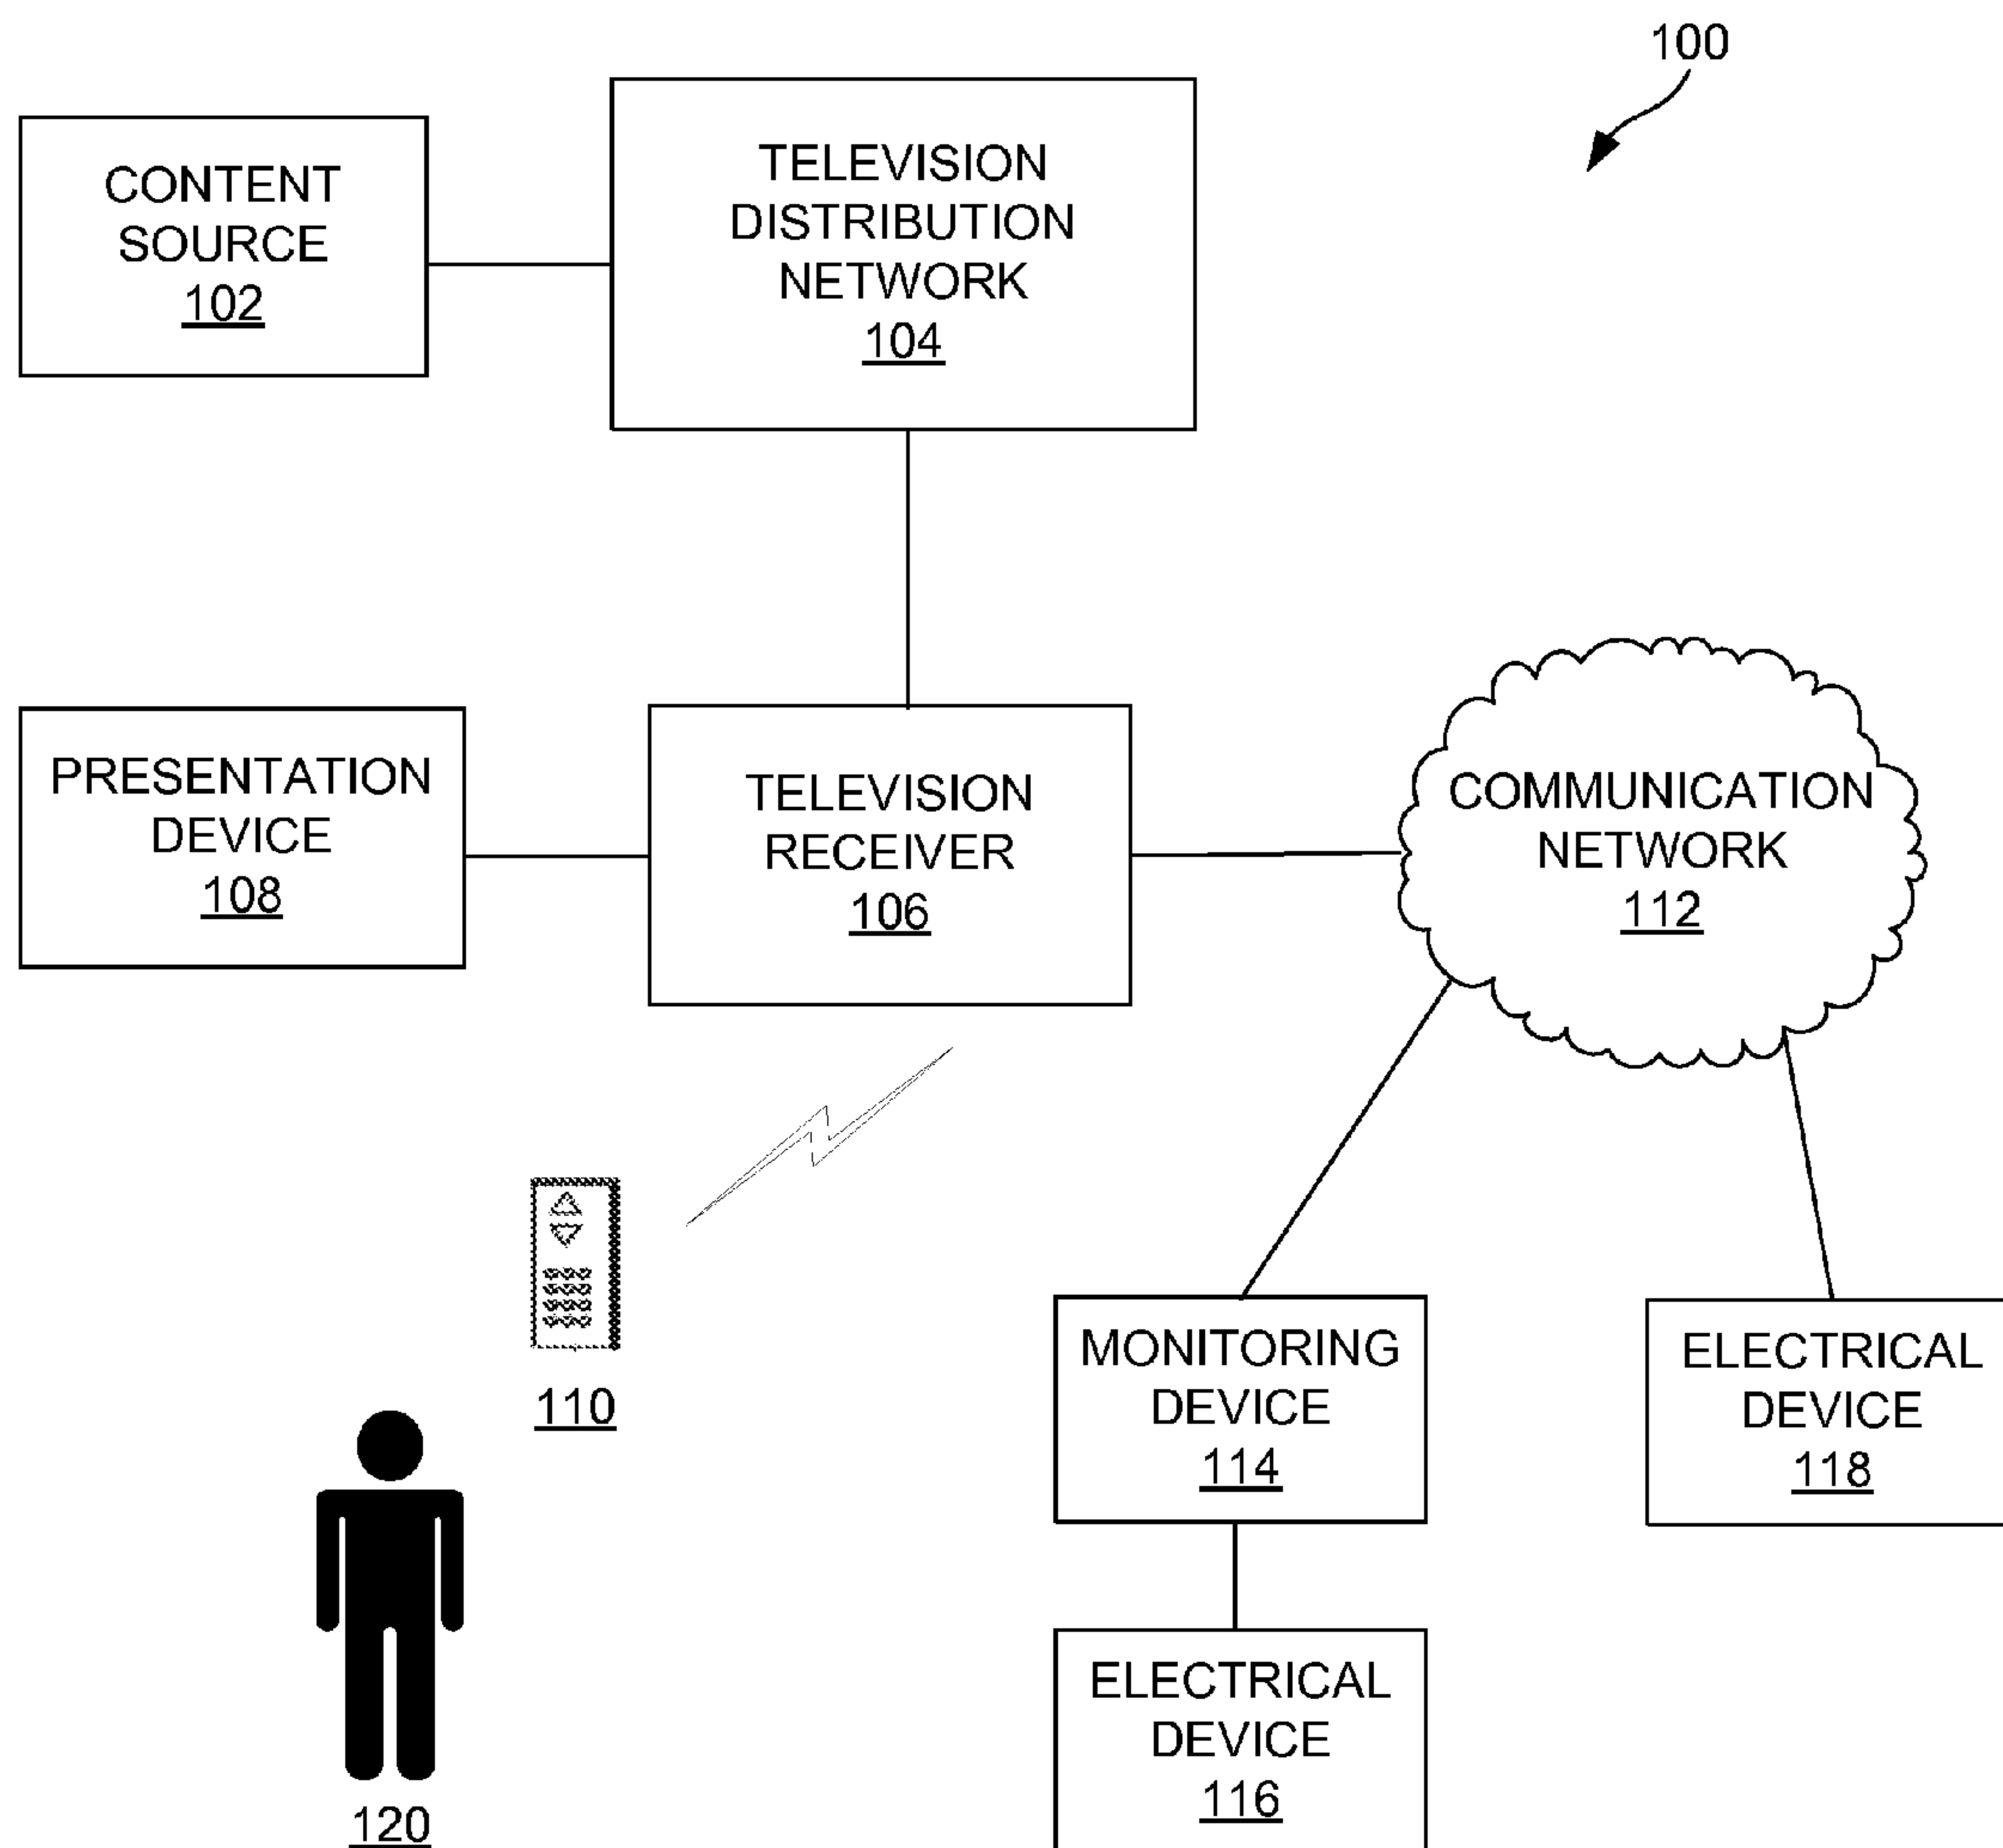 100
CONTENT
SOURCE
102
TELEVISION
DISTRIBUTION
NETWORK
104
PRESENTATION
DEVICE
108
TELEVISION
RECEIVER
106
COMMUNICATION
NETWORK
112
110
MONITORING
DEVICE
114
ELECTRICAL
DEVICE
118
ELECTRICAL
DEVICE
116
120